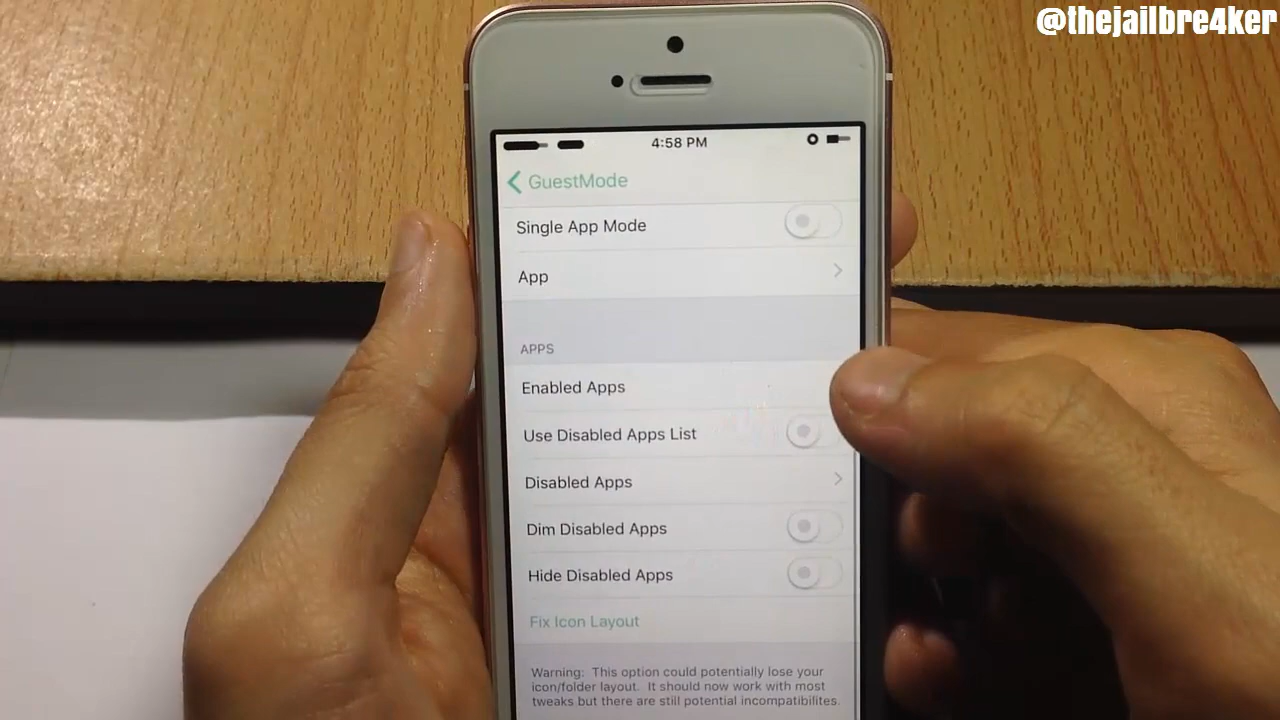 @thejailbre4ker
4:58 PM
GuestMode
Single App Mode
App
APPS
Enabled Apps
Use Disabled Apps List
Disabled Apps
Dim Disabled Apps
Hide Disabled Apps
Fix Icon Layout
Warning: This option could potentially lose your
icon/folder layout. It should now work with most
tweaks but there are still potential incompatibilites.